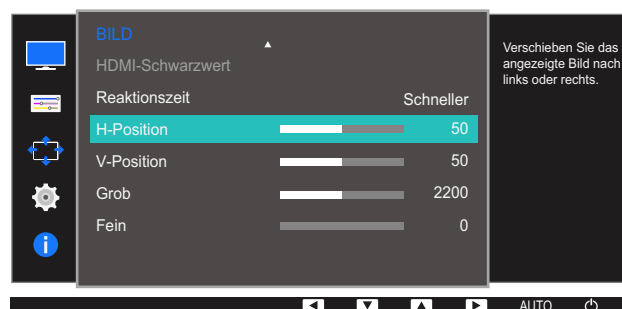 BILD
HDMI-Schwarzwert
Reaktionszeit Schneller
H-Position 50
V-Position 50
Grob 2200
Fein 0
Verschieben Sie das
angezeigte Bild nach
links oder rechts.
AUTO